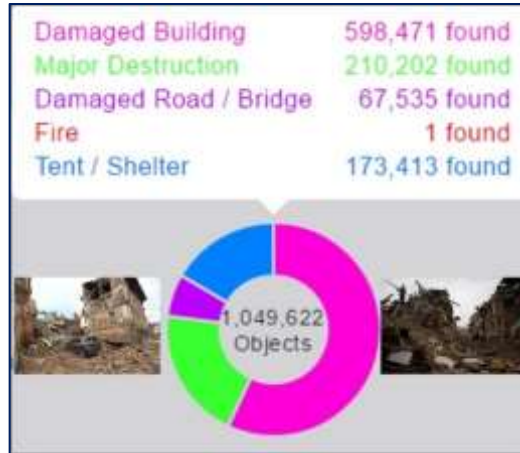 Damaged Building 598,471 found
Major Destruction 210,202 found
Damaged Road / Bridge 67,535 found
Fire 1 found
Tent / Shelter 173,413 found
1,049,622
Objects